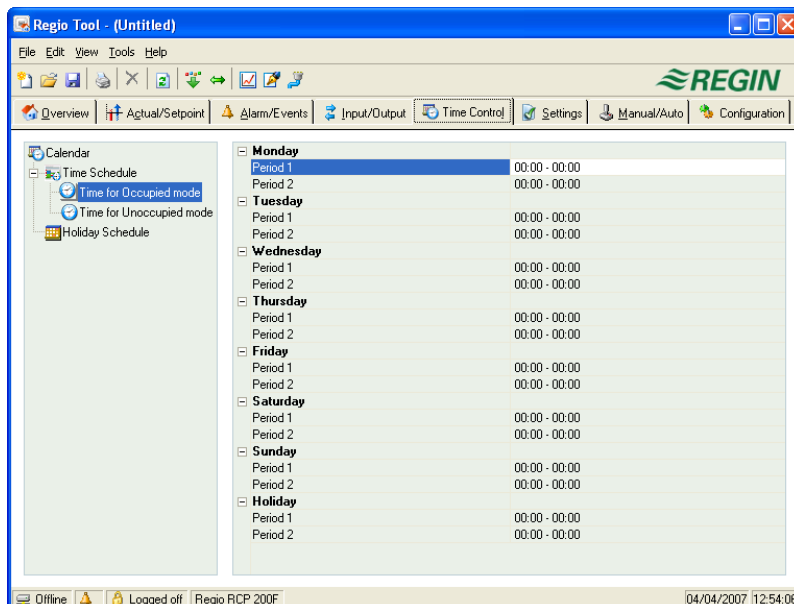 Regio Tool - (Untitled)
File Edit View Tools Help
REGIN
Overview Actual/Setpoint Alarm/Events Input/Output Time Control Settings Manual/Auto Configuration
Calendar
Time Schedule
Time for Occupied mode
Time for Unoccupied mode
Holiday Schedule
Monday
Period 1 00:00 - 00:00
Period 2 00:00 - 00:00
Tuesday
Period 1 00:00 - 00:00
Period 2 00:00 - 00:00
Wednesday
Period 1 00:00 - 00:00
Period 2 00:00 - 00:00
Thursday
Period 1 00:00 - 00:00
Period 2 00:00 - 00:00
Friday
Period 1 00:00 - 00:00
Period 2 00:00 - 00:00
Saturday
Period 1 00:00 - 00:00
Period 2 00:00 - 00:00
Sunday
Period 1 00:00 - 00:00
Period 2 00:00 - 00:00
Holiday
Period 1 00:00 - 00:00
Period 2 00:00 - 00:00
Offline Logged off Regio RCP 200F 04/04/2007 12:54:06